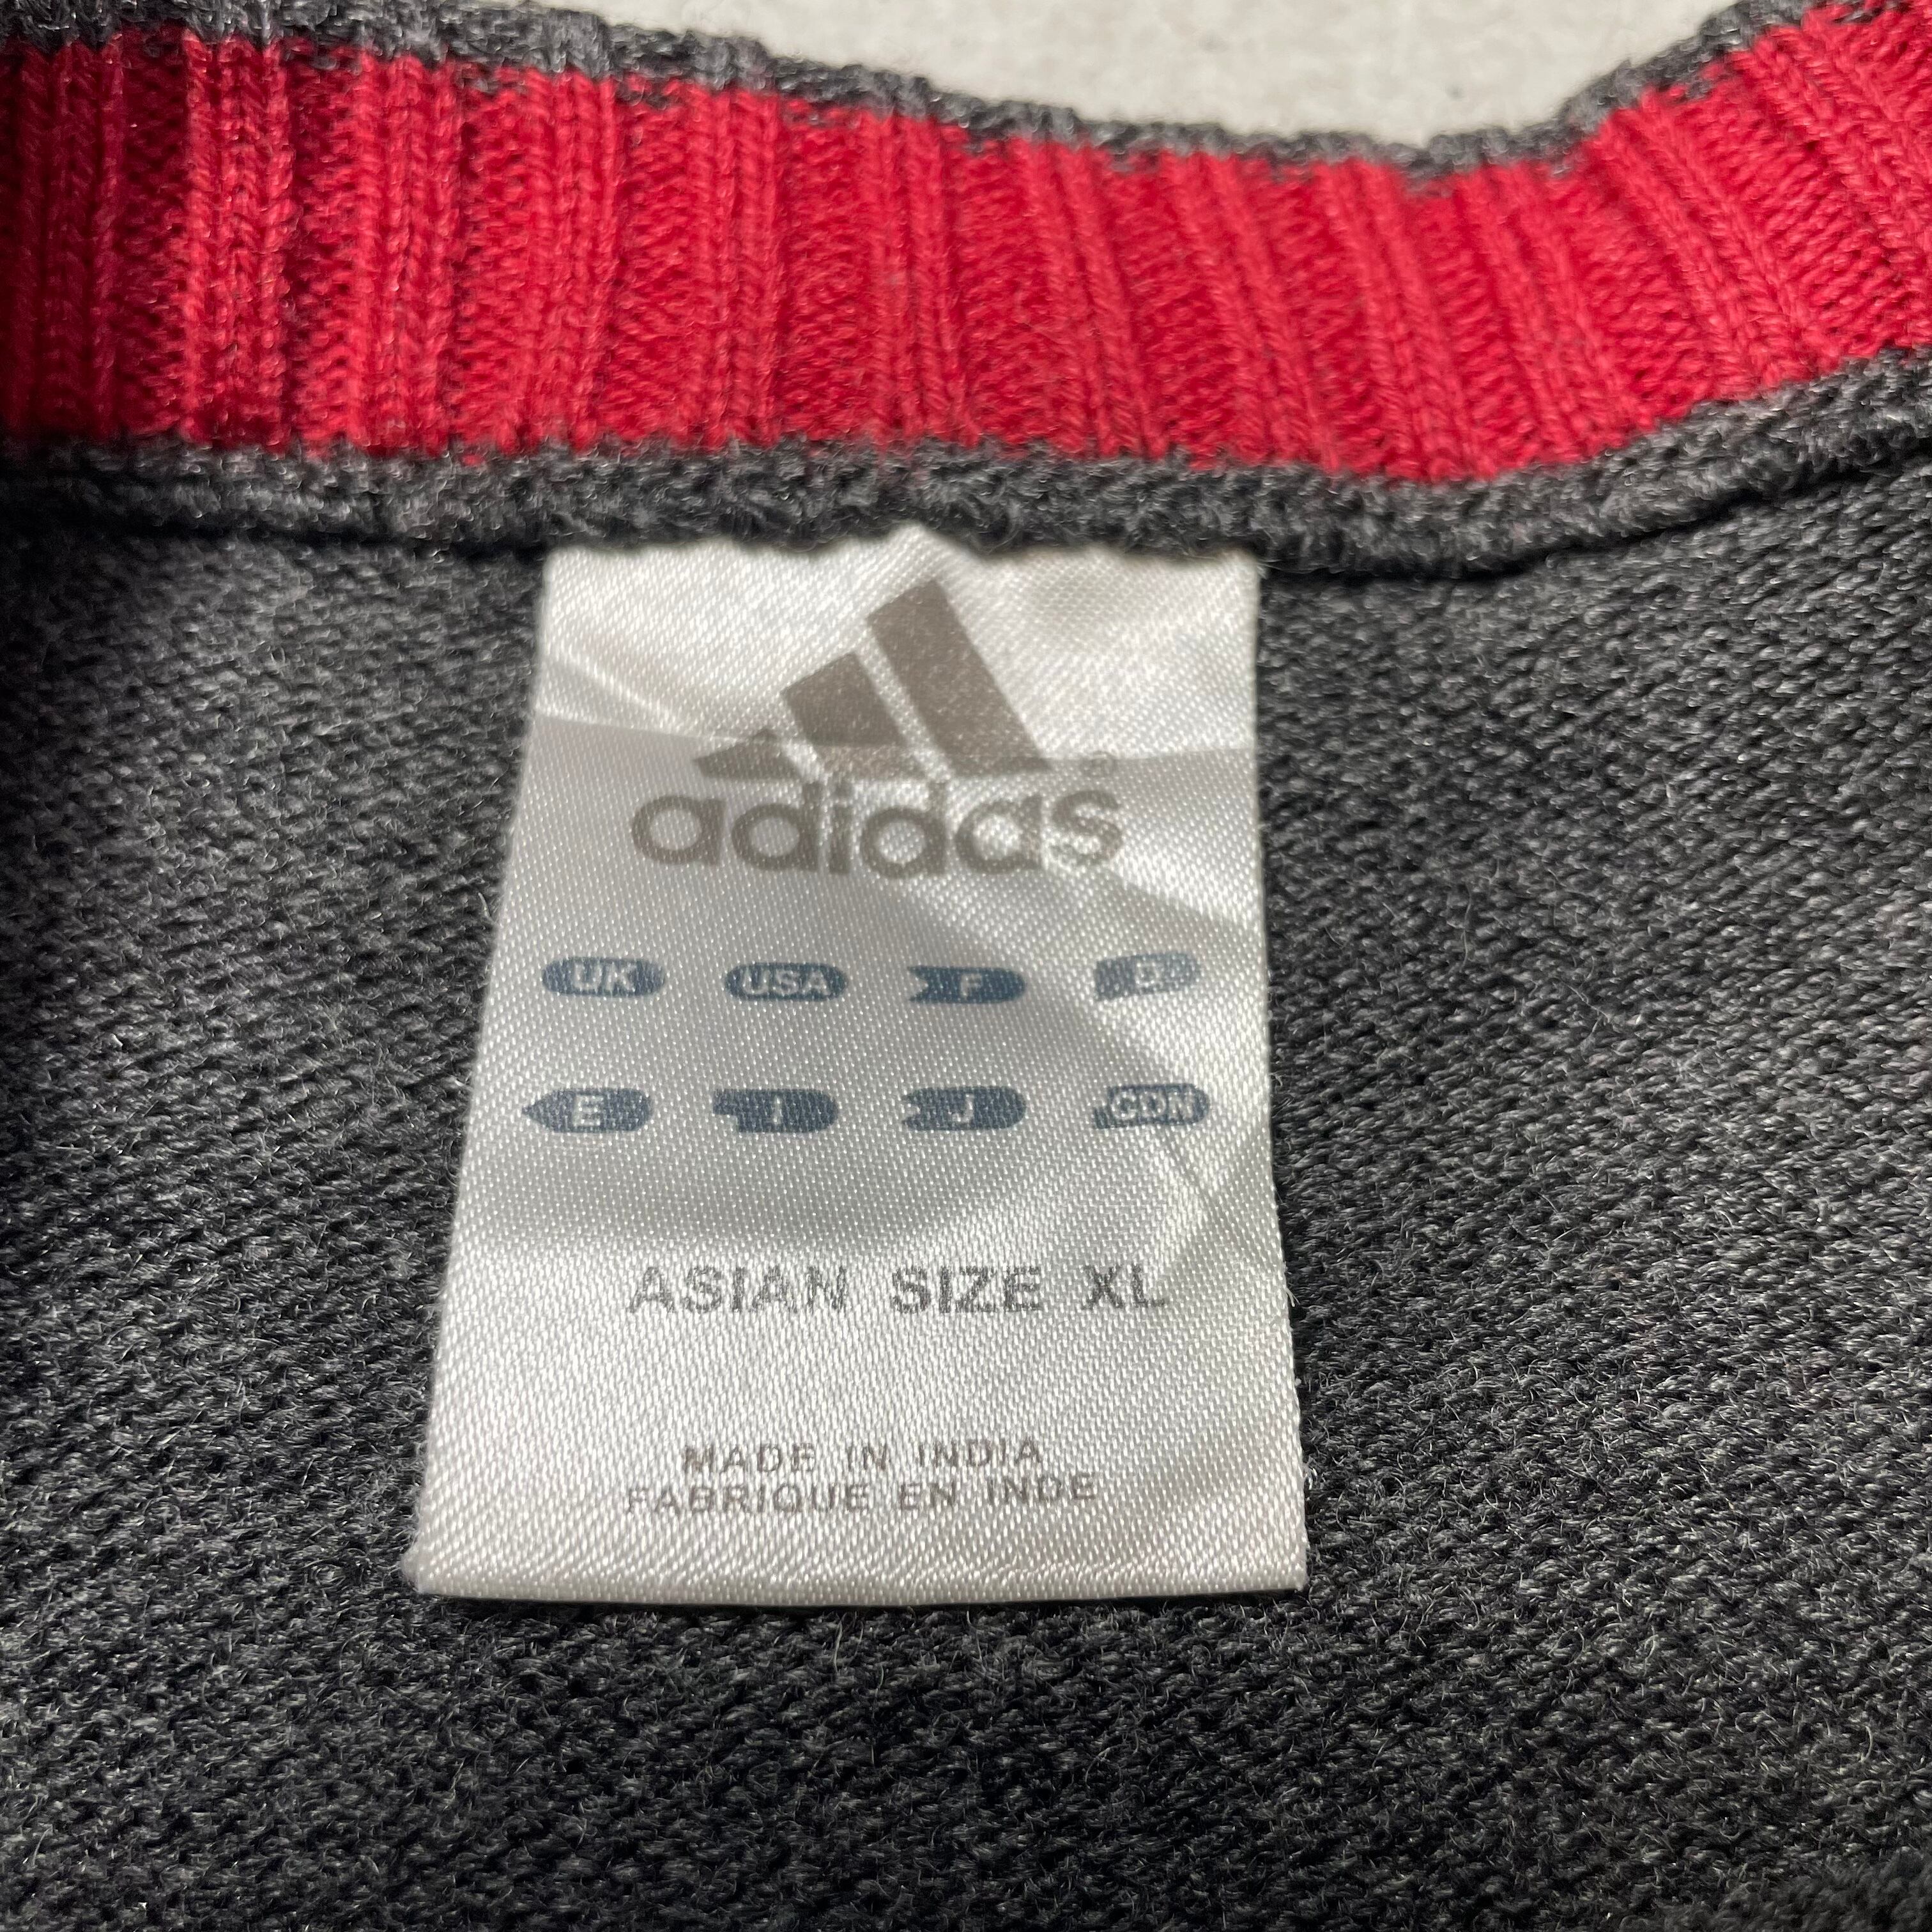 adidas
UK USA F D
E I J CDN
ASIAN SIZE XL
MADE IN INDIA
FABRIQUE EN INDE